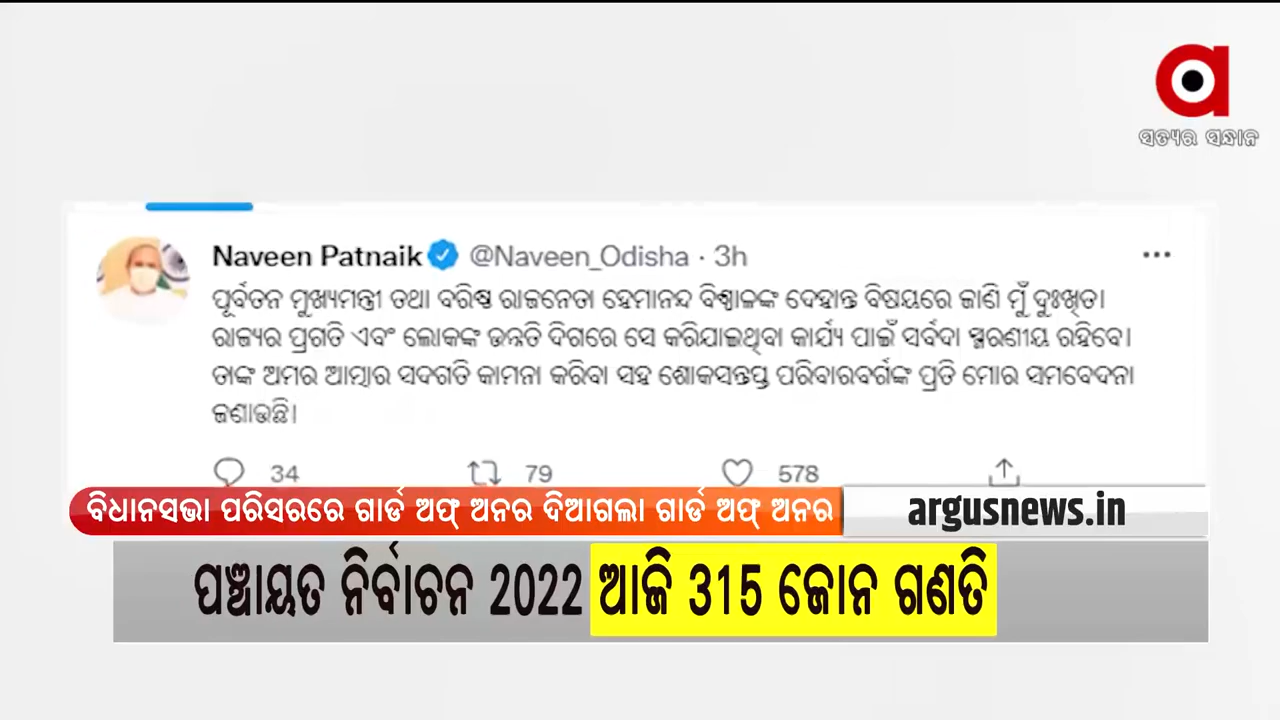 a
ସତ୍ୟର ସନ୍ଧାନ
Naveen Patnaik @Naveen_Odisha · 3h
ପୂର୍ବତନ ମୁଖ୍ୟମନ୍ତ୍ରୀ ତଥା ବରିଷ୍ଠ ରାଜନେତା ହେମାନନ୍ଦ ବିଶ୍ୱାଳଙ୍କ ଦେହାନ୍ତ ବିଷୟରେ ଜାଣି ମୁଁ ଦୁଃଖିତ।
ରାଜ୍ୟର ପ୍ରଗତି ଏବଂ ଲୋକଙ୍କ ଉନ୍ନତି ଦିଗରେ ସେ କରିଯାଇଥିବା କାର୍ଯ୍ୟ ପାଇଁ ସର୍ବଦା ସ୍ମରଣୀୟ ରହିବେ।
ତାଙ୍କ ଅମର ଆତ୍ମାର ସଦଗତି କାମନା କରିବା ସହ ଶୋକସନ୍ତପ୍ତ ପରିବାରବର୍ଗଙ୍କ ପ୍ରତି ମୋର ସମବେଦନା
ଜଣାଉଛି।
34 79 578
ବିଧାନସଭା ପରିସରରେ ଗାର୍ଡ ଅଫ୍ ଅନର ଦିଆଗଲା ଗାର୍ଡ ଅଫ୍ ଅନର
argusnews.in
ପଞ୍ଚାୟତ ନିର୍ବାଚନ 2022 ଆଜି 315 ଜୋନ ଗଣତି